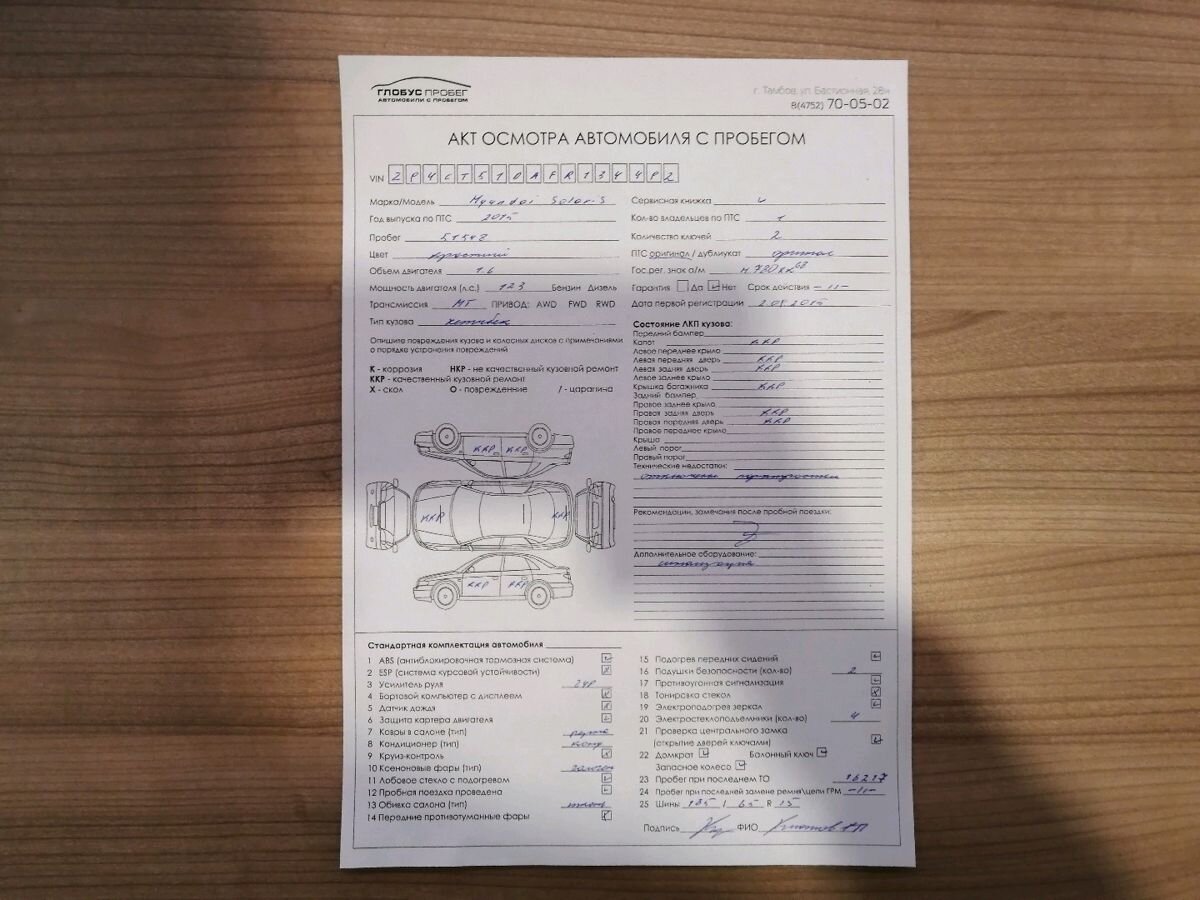 ГЛОБУС ПРОБЕГ
АВТОМОБИЛИ С ПРОБЕГОМ
г. Тамбов, ул. Бастионная, 28и
8(4752) 70-05-02
АКТ ОСМОТРА АВТОМОБИЛЯ С ПРОБЕГОМ
VIN
Марка/Модель Hyundai Solaris
Год выпуска по ПТС 2015
Пробег 51548
Цвет
Объем двигателя 1.6
Мощность двигателя (л.с.) 123 Бензин Дизель
Трансмиссия МТ ПРИВОД: AWD FWD RWD
Тип кузова хетчбек
Опишите повреждения кузова и колесных дисков с примечаниями
о порядке устранения повреждений
К - коррозия НКР - не качественный кузовной ремонт
ККР - качественный кузовной ремонт
Х - скол О - повреждение / - царапина
ККР ККР
ККР ККР
ККР ККР
Сервисная книжка
Кол-во владельцев по ПТС 1
Количество ключей 2
ПТС оригинал / дубликат
Гос.рег. знак а/м
Гарантия Да Нет Срок действия -//-
Дата первой регистрации
Состояние ЛКП кузова:
Передний бампер
Капот ККР
Левое переднее крыло
Левая передняя дверь ККР
Левая задняя дверь ККР
Левое заднее крыло
Крышка багажника ККР
Задний бампер
Правое заднее крыло
Правая задняя дверь ККР
Правая передняя дверь ККР
Правое переднее крыло
Крыша
Левый порог
Правый порог
Технические недостатки:
Рекомендации, замечания после пробной поездки:
Дополнительное оборудование:
Стандартная комплектация автомобиля
1 ABS (антиблокировочная тормозная система)
2 ESP (система курсовой устойчивости)
3 Усилитель руля
4 Бортовой компьютер с дисплеем
5 Датчик дождя
6 Защита картера двигателя
7 Ковры в салоне (тип)
8 Кондиционер (тип) конд
9 Круиз-контроль
10 Ксеноновые фары (тип) галоген
11 Лобовое стекло с подогревом
12 Пробная поездка проведена
13 Обивка салона (тип) ткань
14 Передние противотуманные фары
15 Подогрев передних сидений
16 Подушки безопасности (кол-во) 2
17 Противоугонная сигнализация
18 Тонировка стекол
19 Электроподогрев зеркал
20 Электростеклоподъемники (кол-во) 4
21 Проверка центрального замка
(открытие дверей ключами)
22 Домкрат Балонный ключ
Запасное колесо
23 Пробег при последнем ТО
24 Пробег при последней замене ремня\цепи ГРМ -//-
25 Шины 185 / 65 R 15
Подпись ФИО